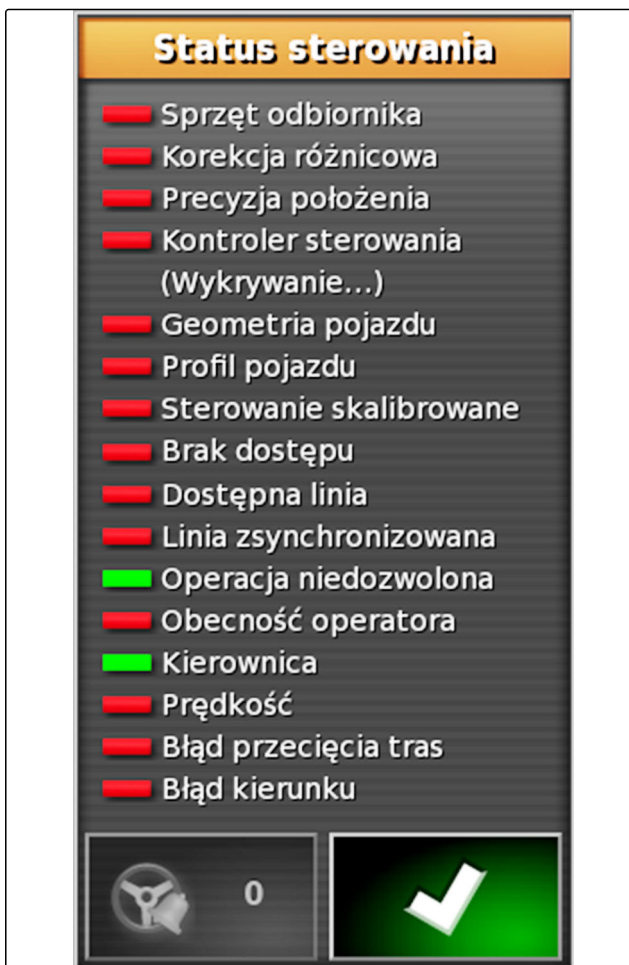 Status sterowania
Sprzęt odbiornika
Korekcja różnicowa
Precyzja położenia
Kontroler sterowania
(Wykrywanie...)
Geometria pojazdu
Profil pojazdu
Sterowanie skalibrowane
Brak dostępu
Dostępna linia
Linia zsynchronizowana
Operacja niedozwolona
Obecność operatora
Kierownica
Prędkość
Błąd przecięcia tras
Błąd kierunku
0